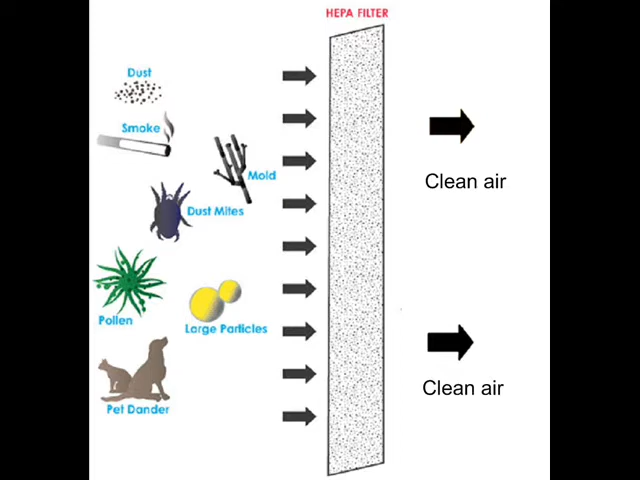 HEPA FILTER
Dust
Smoke
Mold
Dust Mites
Pollen
Large Particles
Pet Dander
Clean air
Clean air